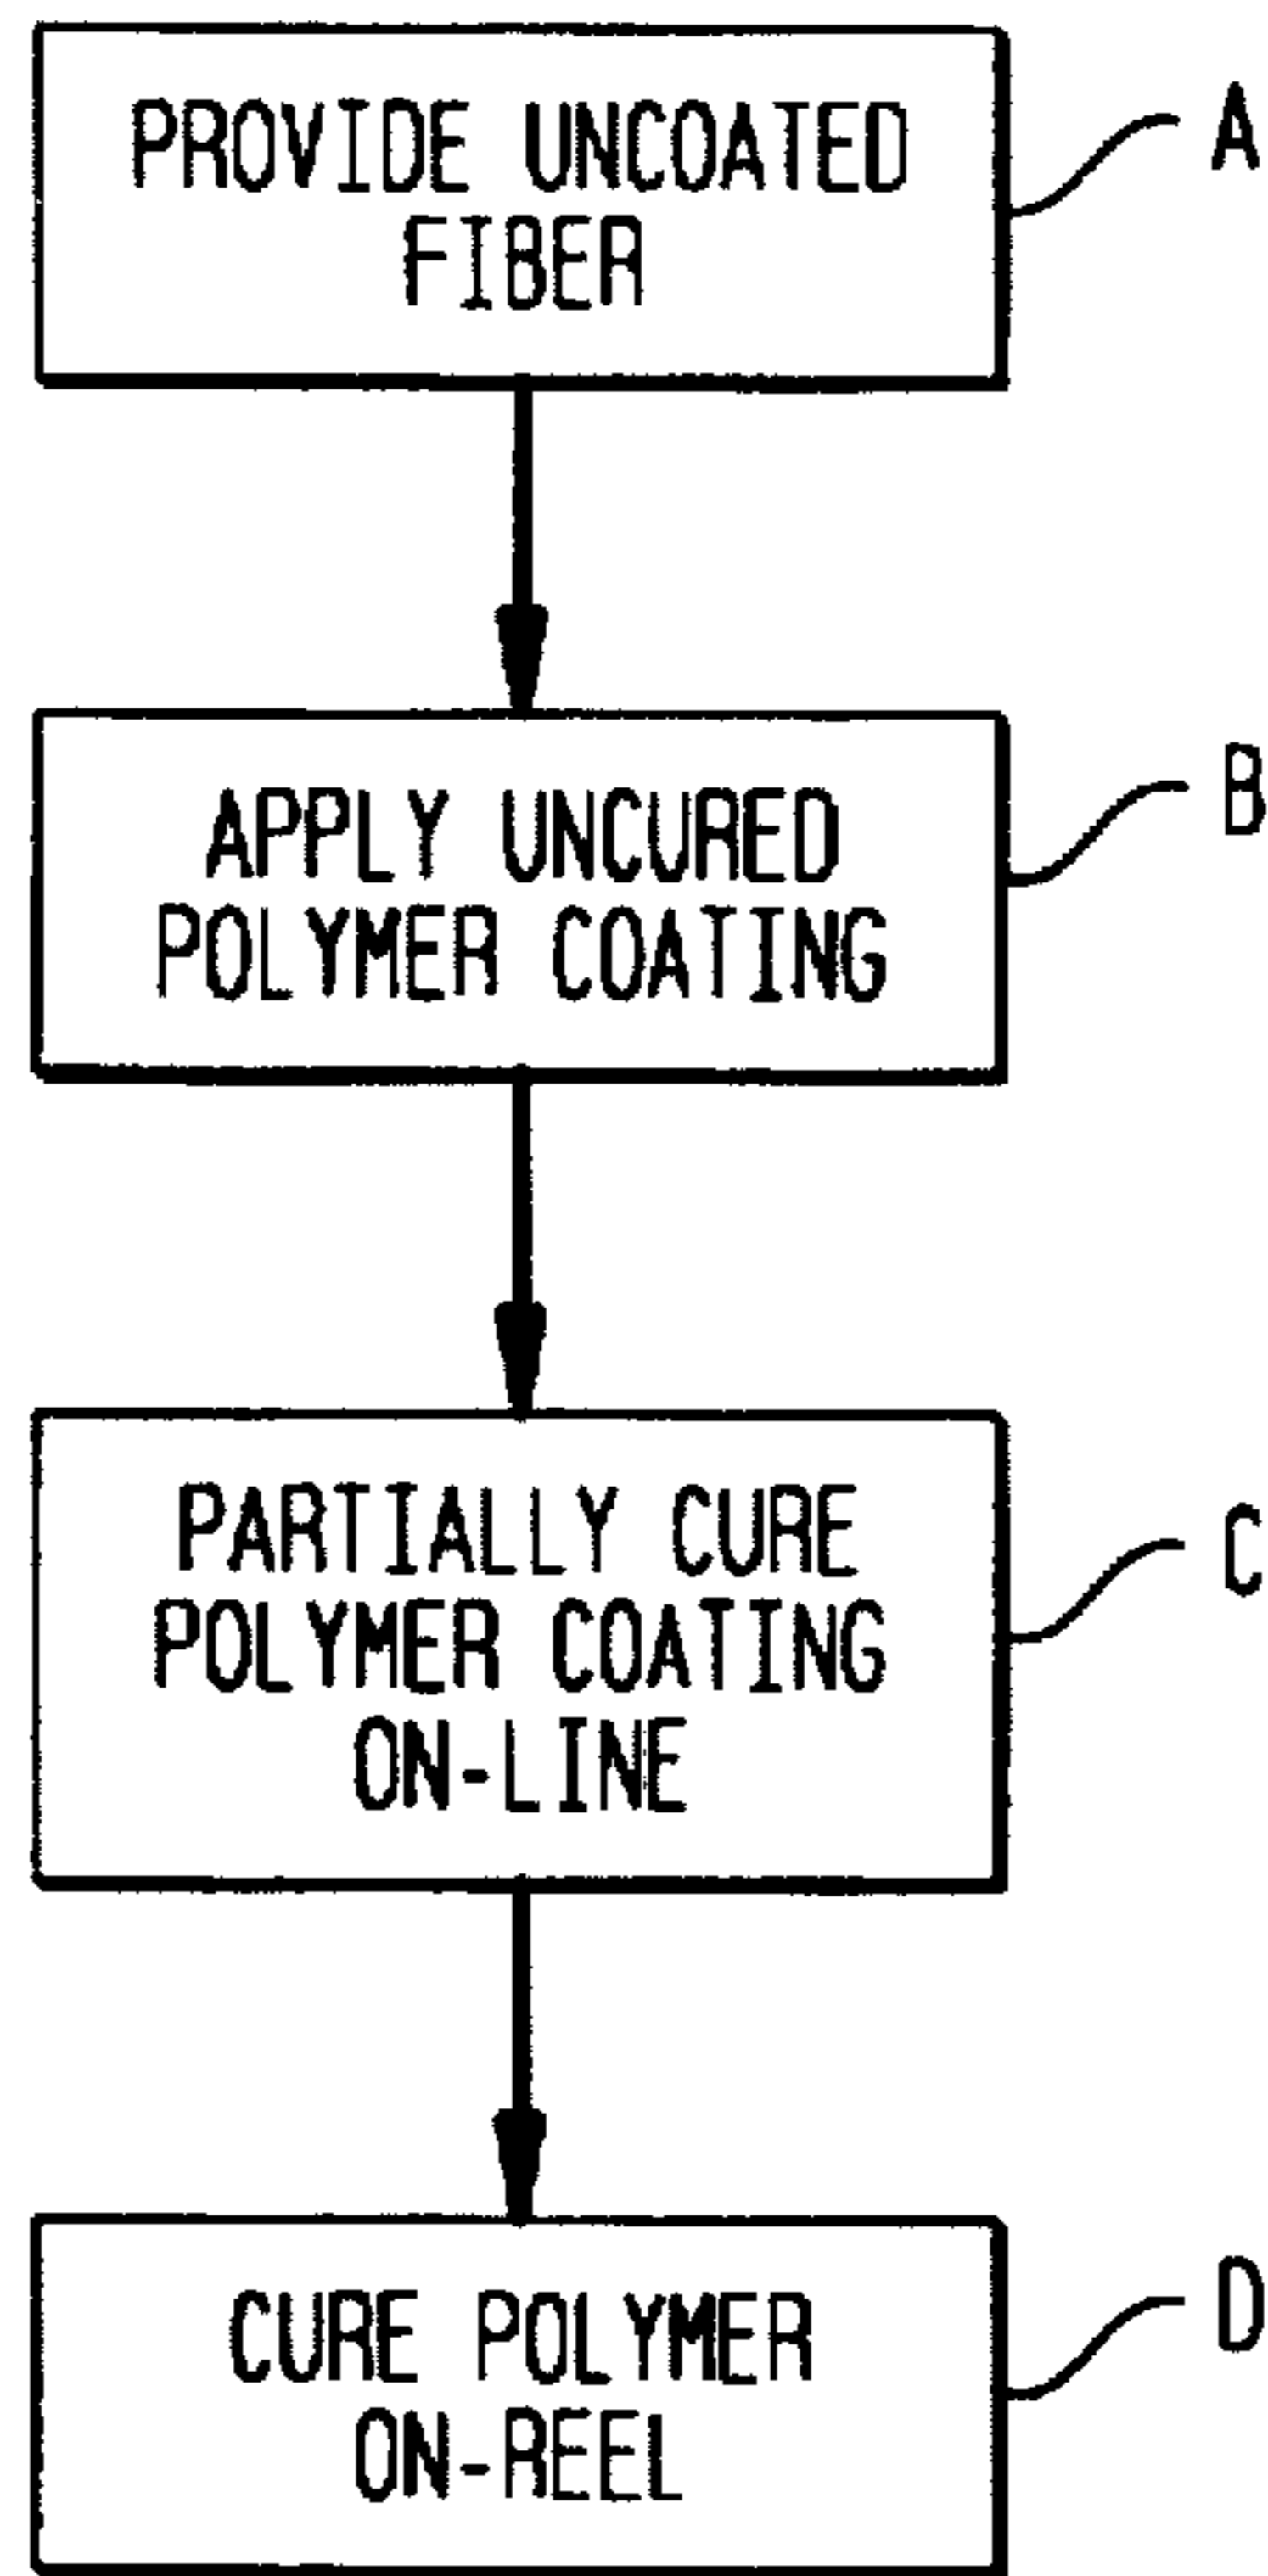 PROVIDE UNCOATED
FIBER
A
APPLY UNCURED
POLYMER COATING
B
PARTIALLY CURE
POLYMER COATING
ON-LINE
C
CURE POLYMER
ON-REEL
D